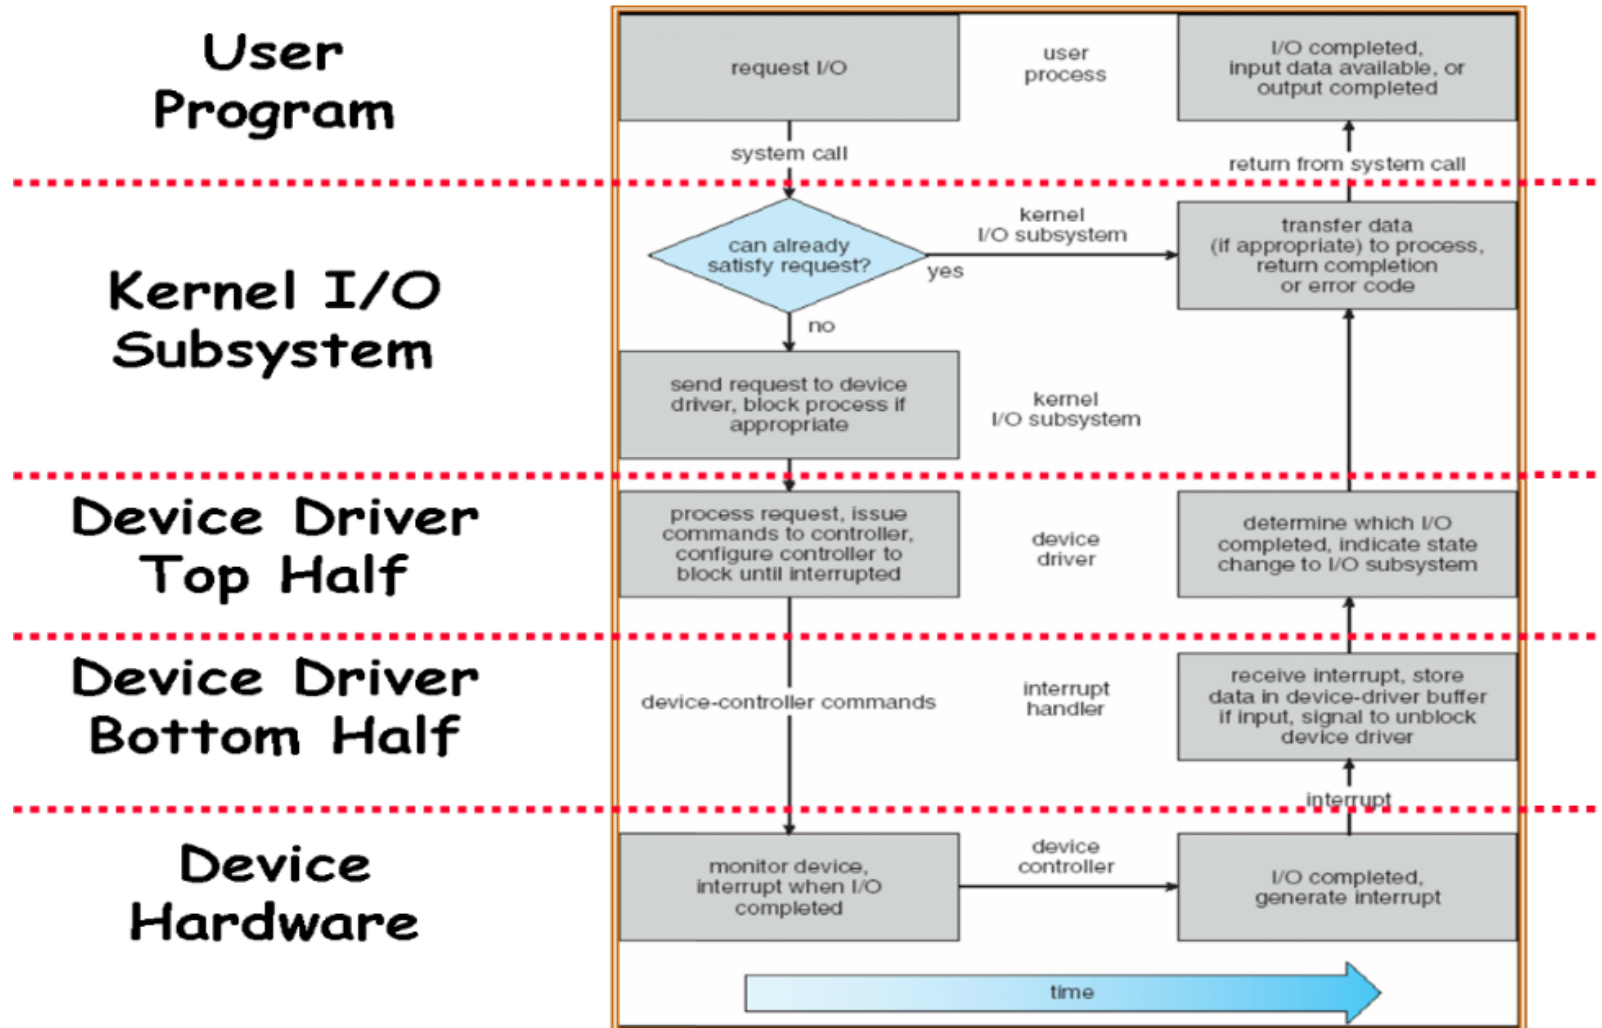 User
Program
request I/O
user
process
I/O completed,
input data available, or
output completed
system call
return from system call
Kernel I/O
Subsystem
can already
satisfy request?
kernel
I/O subsystem
yes
transfer data
(if appropriate) to process,
return completion
or error code
no
send request to device
driver, block process if
appropriate
kernel
I/O subsystem
Device Driver
Top Half
process request, issue
commands to controller,
configure controller to
block until interrupted
device
driver
determine which I/O
completed, indicate state
change to I/O subsystem
Device Driver
Bottom Half
device-controller commands
interrupt
handler
receive interrupt, store
data in device-driver buffer
if input, signal to unblock
device driver
interrupt
Device
Hardware
monitor device,
interrupt when I/O
completed
device
controller
I/O completed,
generate interrupt
time